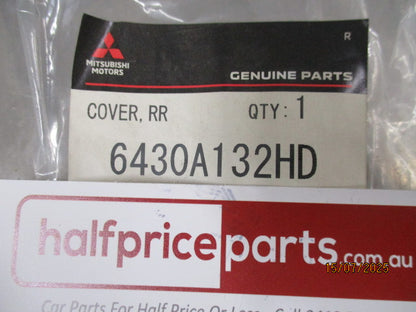 MITSUBISHI
MOTORS
R
GENUINE PARTS
COVER, RR QTY: 1
6430A132HD
halfpriceparts.com.au
15/07/2025
Car Parts For Half Price Or Less - Call